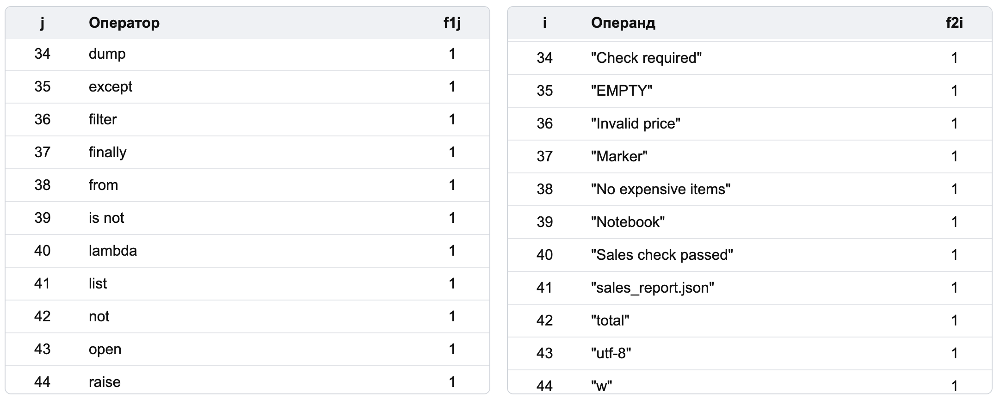 j Оператор f1j
34 dump 1
35 except 1
36 filter 1
37 finally 1
38 from 1
39 is not 1
40 lambda 1
41 list 1
42 not 1
43 open 1
44 raise 1
i Операнд f2i
34 "Check required" 1
35 "EMPTY" 1
36 "Invalid price" 1
37 "Marker" 1
38 "No expensive items" 1
39 "Notebook" 1
40 "Sales check passed" 1
41 "sales_report.json" 1
42 "total" 1
43 "utf-8" 1
44 "w" 1